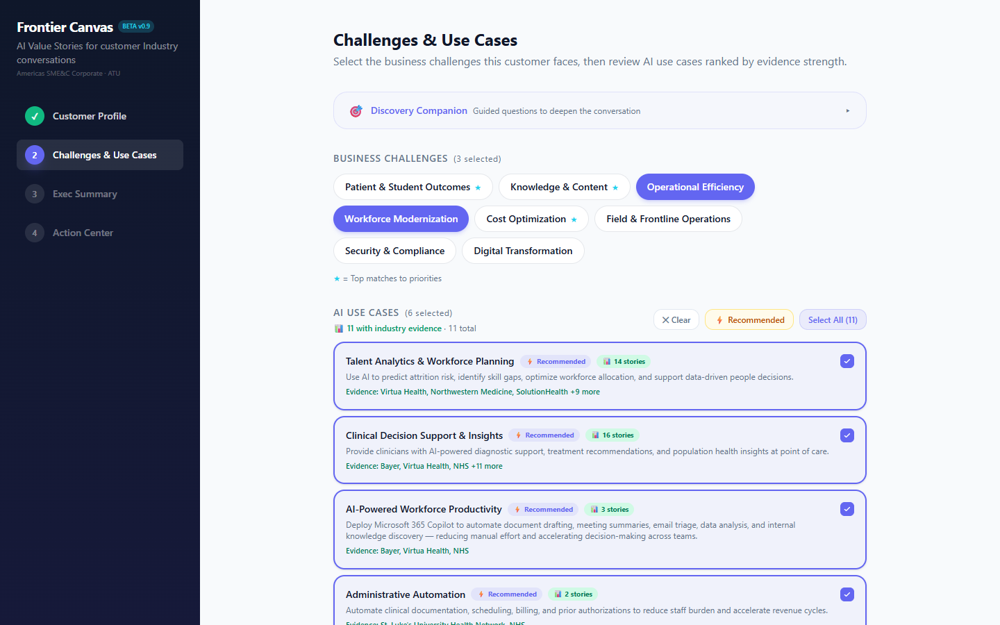 Frontier Canvas BETA v0.9
AI Value Stories for customer Industry
conversations
Americas SME&C Corporate · ATU
Customer Profile
2 Challenges & Use Cases
3 Exec Summary
4 Action Center
Challenges & Use Cases
Select the business challenges this customer faces, then review AI use cases ranked by evidence strength.
Discovery Companion Guided questions to deepen the conversation
BUSINESS CHALLENGES (3 selected)
Patient & Student Outcomes ★ Knowledge & Content ★ Operational Efficiency
Workforce Modernization Cost Optimization ★ Field & Frontline Operations
Security & Compliance Digital Transformation
★ = Top matches to priorities
AI USE CASES (6 selected)
11 with industry evidence · 11 total
✕ Clear Recommended Select All (11)
Talent Analytics & Workforce Planning Recommended 14 stories
Use AI to predict attrition risk, identify skill gaps, optimize workforce allocation, and support data-driven people decisions.
Evidence: Virtua Health, Northwestern Medicine, SolutionHealth +9 more
Clinical Decision Support & Insights Recommended 16 stories
Provide clinicians with AI-powered diagnostic support, treatment recommendations, and population health insights at point of care.
Evidence: Bayer, Virtua Health, NHS +11 more
AI-Powered Workforce Productivity Recommended 3 stories
Deploy Microsoft 365 Copilot to automate document drafting, meeting summaries, email triage, data analysis, and internal
knowledge discovery — reducing manual effort and accelerating decision-making across teams.
Evidence: Bayer, Virtua Health, NHS
Administrative Automation Recommended 2 stories
Automate clinical documentation, scheduling, billing, and prior authorizations to reduce staff burden and accelerate revenue cycles.
Evidence: St. Luke's University Health Network, NHS